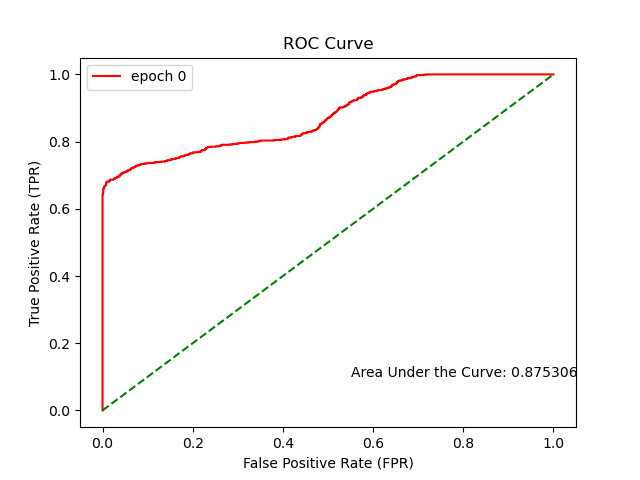 ROC Curve
epoch 0
True Positive Rate (TPR)
1.0
0.8
0.6
0.4
0.2
0.0
Area Under the Curve: 0.875306
0.0 0.2 0.4 0.6 0.8 1.0
False Positive Rate (FPR)